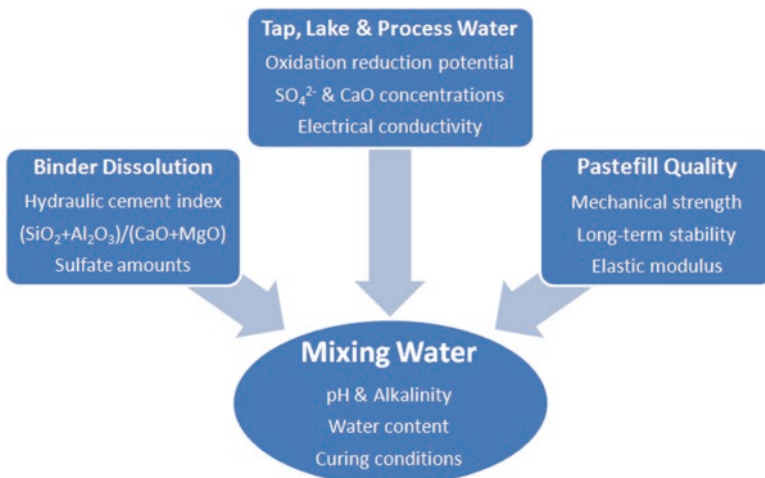 Tap, Lake & Process Water
Oxidation reduction potential
SO₄²⁻ & CaO concentrations
Electrical conductivity
Binder Dissolution
Hydraulic cement index
(SiO₂+Al₂O₃)/(CaO+MgO)
Sulfate amounts
Pastefill Quality
Mechanical strength
Long-term stability
Elastic modulus
Mixing Water
pH & Alkalinity
Water content
Curing conditions